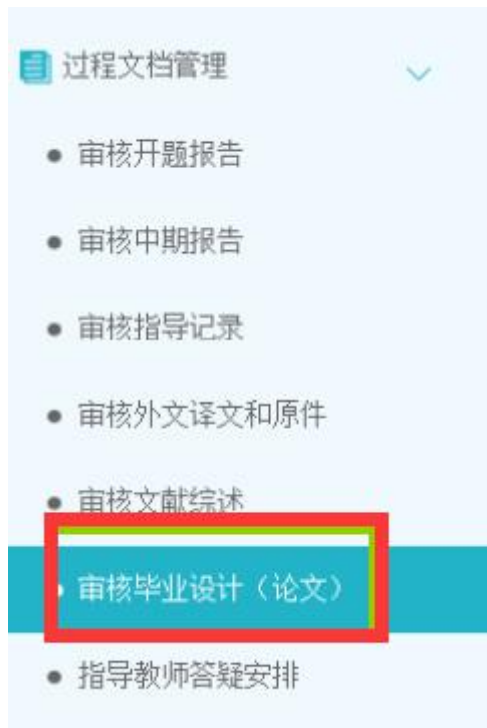 过程文档管理
审核开题报告
审核中期报告
审核指导记录
审核外文译文和原件
审核文献综述
审核毕业设计（论文）
指导教师答疑安排